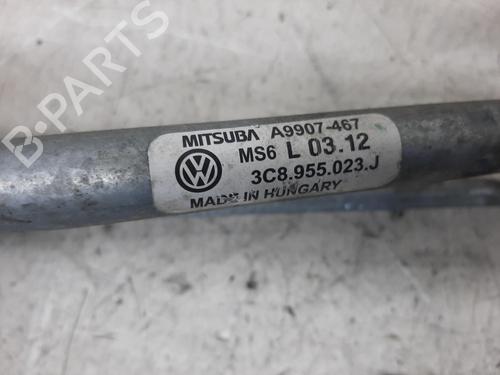 B-PARTS
MITSUBA A9907-467
MS6 L 03.12
3C8.955.023.J
MADE IN HUNGARY